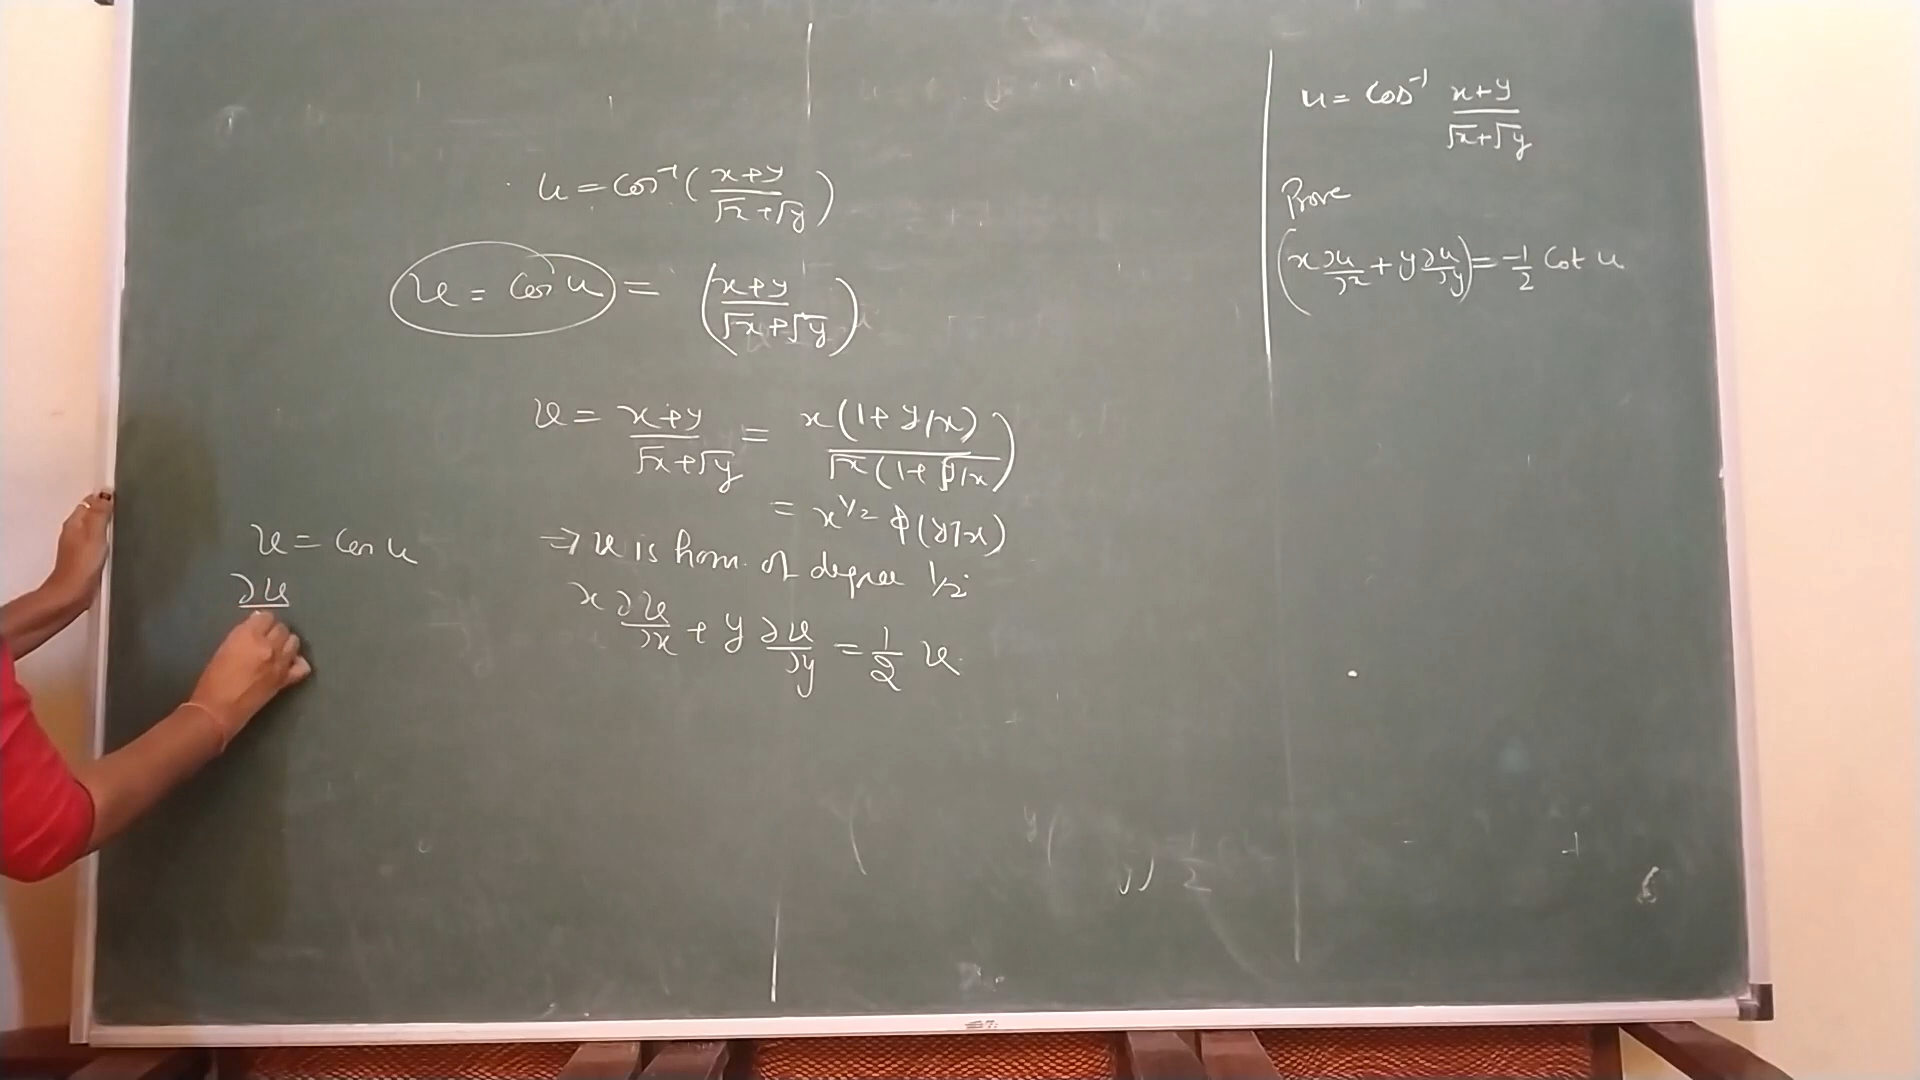 u = cos⁻¹ ( x+y / √x+√y )
v = cos u = ( x+y / √x+√y )
v = x+y / √x+√y = x(1+y/x) / √x(1+√y/x) )
= x^1/2 ϕ(y/x)
⇒ v is hom. of degree 1/2.
x ∂v/∂x + y ∂v/∂y = 1/2 v.
v = cos u
∂v
u = cos⁻¹ x+y / √x+√y
Prove
( x ∂u/∂x + y ∂u/∂y ) = -1/2 cot u